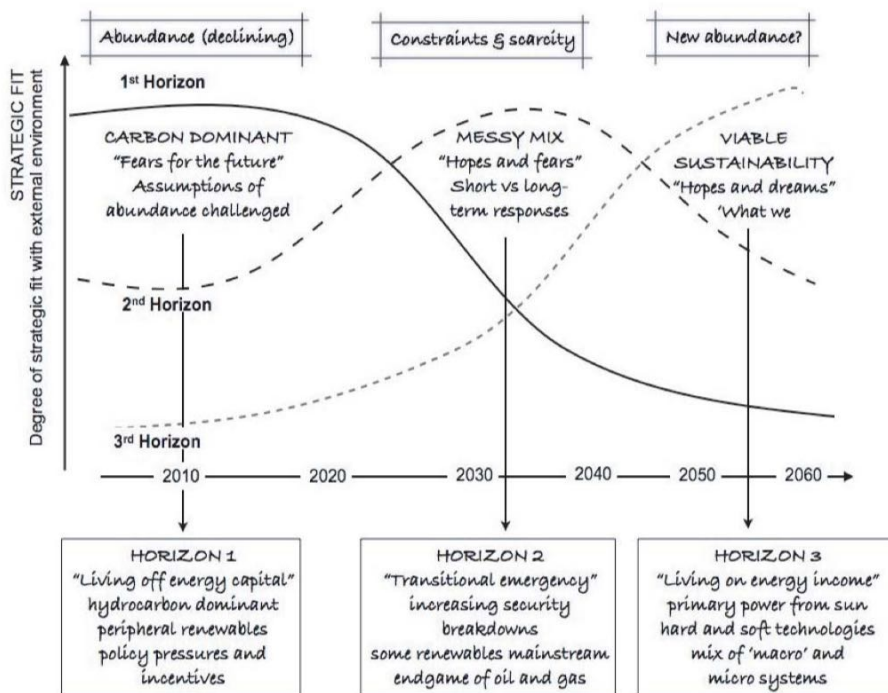 Abundance (declining)
Constraints & scarcity
New abundance?
STRATEGIC FIT
Degree of strategic fit with external environment
1st Horizon
CARBON DOMINANT
"Fears for the future"
Assumptions of
abundance challenged
MESSY MIX
"Hopes and fears"
Short vs long-
term responses
VIABLE
SUSTAINABILITY
"Hopes and dreams"
'What we
2nd Horizon
3rd Horizon
2010 2020 2030 2040 2050 2060
HORIZON 1
"Living off energy capital"
hydrocarbon dominant
peripheral renewables
policy pressures and
incentives
HORIZON 2
"Transitional emergency"
increasing security
breakdowns
some renewables mainstream
endgame of oil and gas
HORIZON 3
"Living on energy income"
primary power from sun
hard and soft technologies
mix of 'macro' and
micro systems